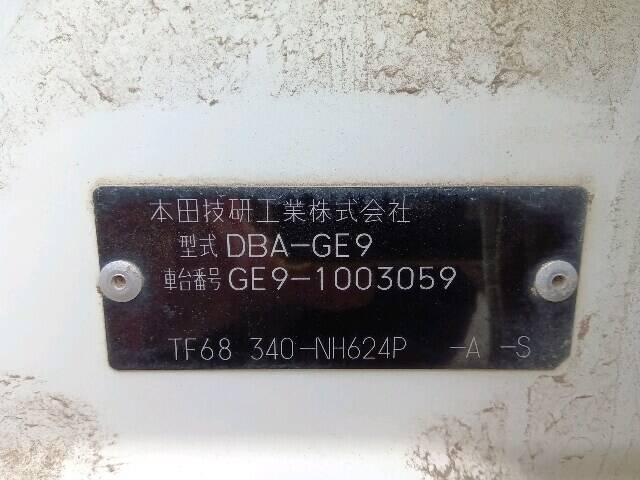 本田技研工業株式会社
型式 DBA-GE9
車台番号 GE9-1003059
TF68 340-NH624P -A -S